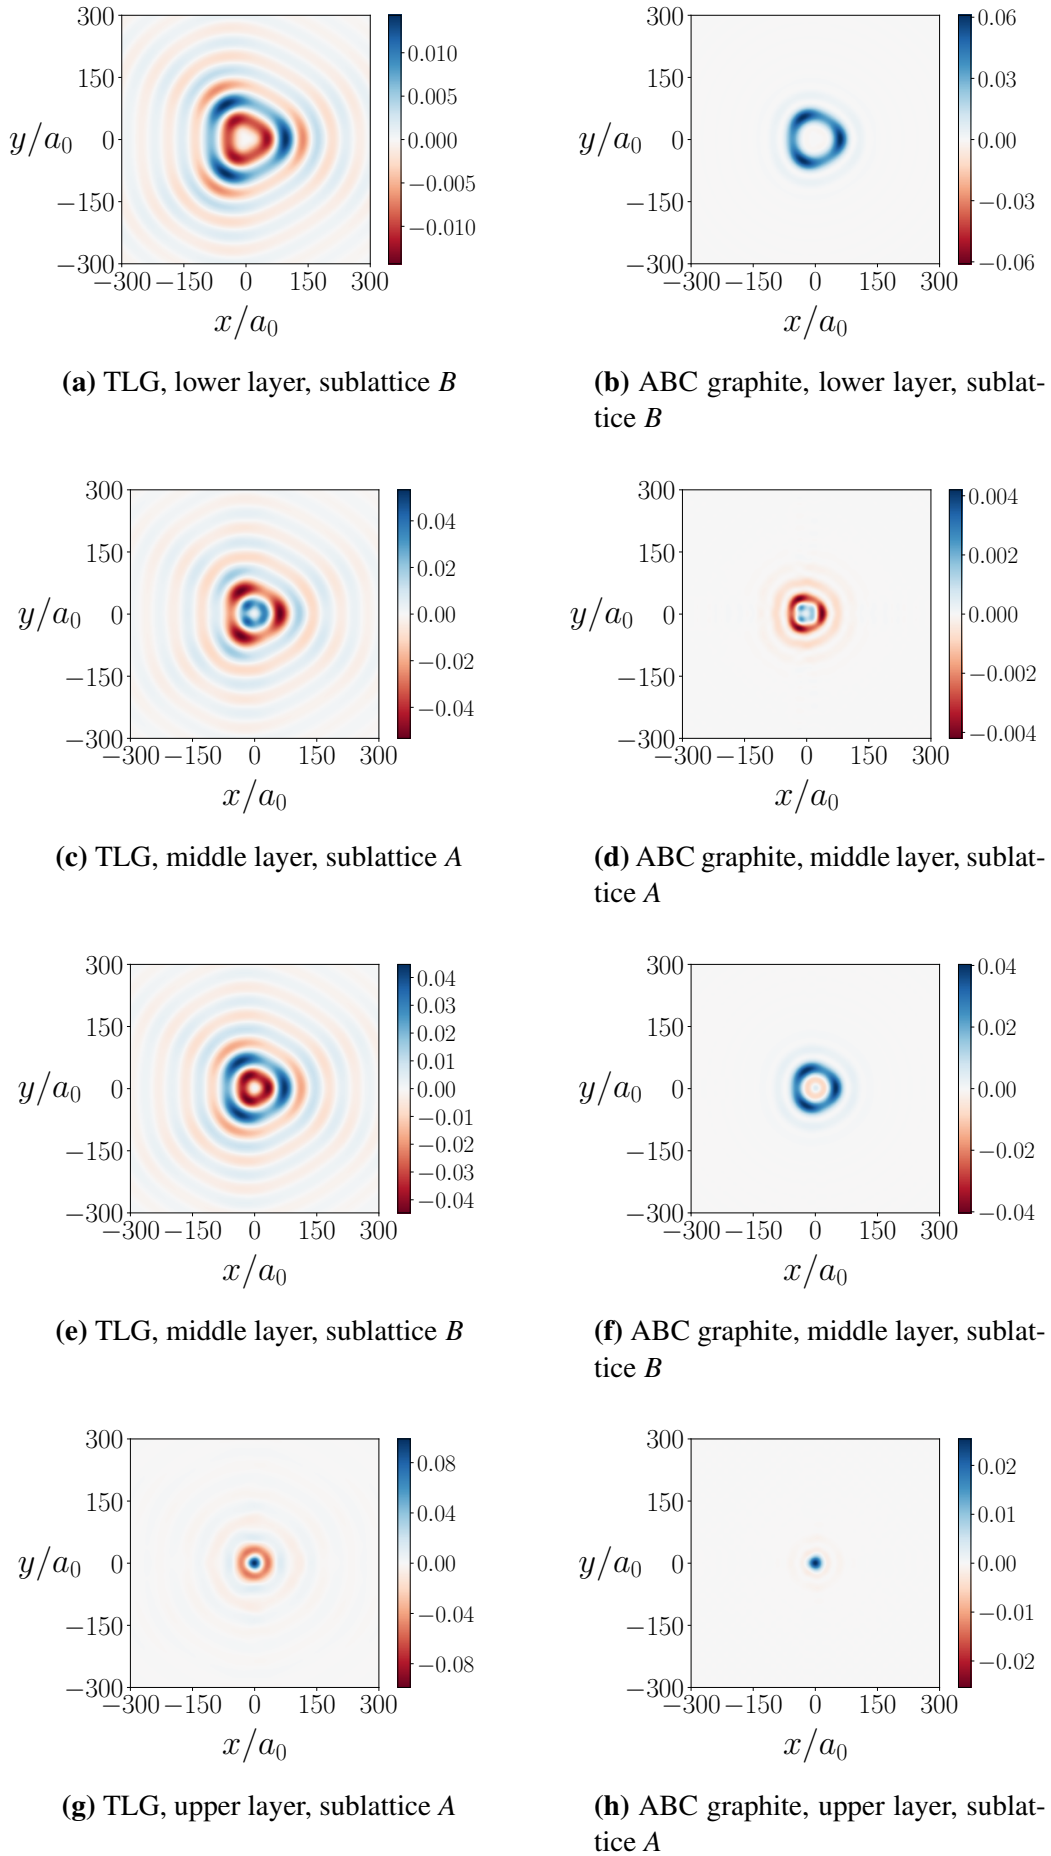 300
150
y/a₀ 0
−150
−300
−300 −150 0 150 300
x/a₀
0.010
0.005
0.000
−0.005
−0.010
(a) TLG, lower layer, sublattice B
300
150
y/a₀ 0
−150
−300
−300 −150 0 150 300
x/a₀
0.06
0.03
0.00
−0.03
−0.06
(b) ABC graphite, lower layer, sublat-
tice B
300
150
y/a₀ 0
−150
−300
−300 −150 0 150 300
x/a₀
0.04
0.02
0.00
−0.02
−0.04
(c) TLG, middle layer, sublattice A
300
150
y/a₀ 0
−150
−300
−300 −150 0 150 300
x/a₀
0.004
0.002
0.000
−0.002
−0.004
(d) ABC graphite, middle layer, sublat-
tice A
300
150
y/a₀ 0
−150
−300
−300 −150 0 150 300
x/a₀
0.04
0.03
0.02
0.01
0.00
−0.01
−0.02
−0.03
−0.04
(e) TLG, middle layer, sublattice B
300
150
y/a₀ 0
−150
−300
−300 −150 0 150 300
x/a₀
0.04
0.02
0.00
−0.02
−0.04
(f) ABC graphite, middle layer, sublat-
tice B
300
150
y/a₀ 0
−150
−300
−300 −150 0 150 300
x/a₀
0.08
0.04
0.00
−0.04
−0.08
(g) TLG, upper layer, sublattice A
300
150
y/a₀ 0
−150
−300
−300 −150 0 150 300
x/a₀
0.02
0.01
0.00
−0.01
−0.02
(h) ABC graphite, upper layer, sublat-
tice A